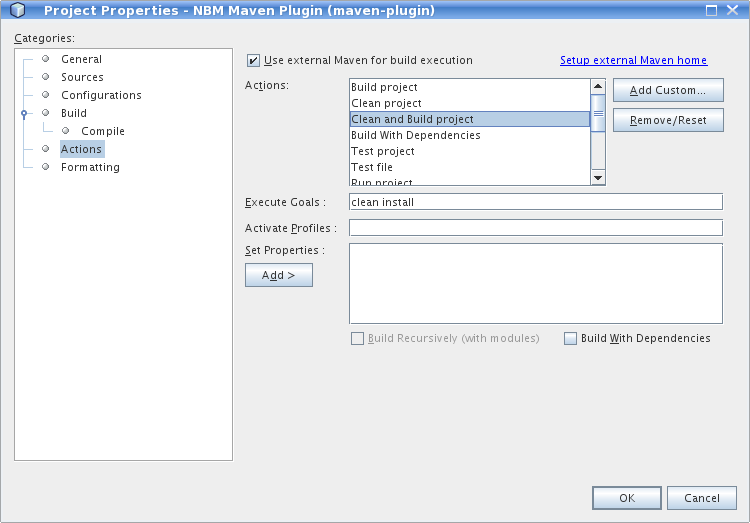 Project Properties - NBM Maven Plugin (maven-plugin)
Categories:
General
Sources
Configurations
Build
Compile
Actions
Formatting
Use external Maven for build execution
Setup external Maven home
Actions:
Build project
Clean project
Clean and Build project
Build With Dependencies
Test project
Test file
Run project
Add Custom...
Remove/Reset
Execute Goals :
clean install
Activate Profiles :
Set Properties :
Add >
Build Recursively (with modules)
Build With Dependencies
OK
Cancel